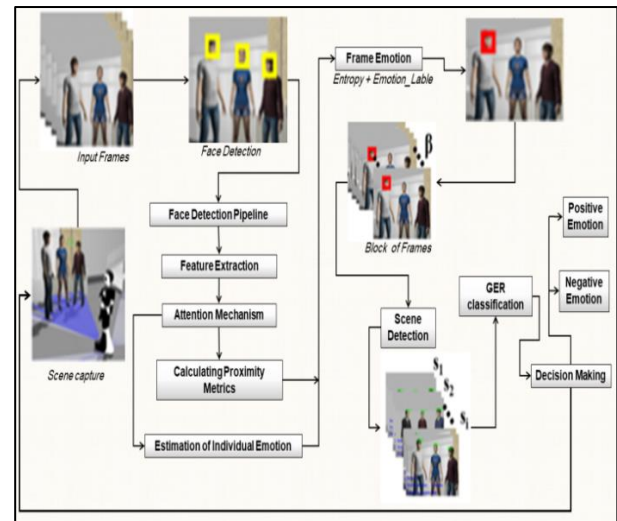 Input Frames
Face Detection
Frame Emotion
Entropy + Emotion_Lable
β
Block of Frames
Face Detection Pipeline
Feature Extraction
Attention Mechanism
Calculating Proximity
Metrics
Estimation of Individual Emotion
Scene capture
Scene
Detection
S1
S2
Si
GER
classification
Positive
Emotion
Negative
Emotion
Decision Making